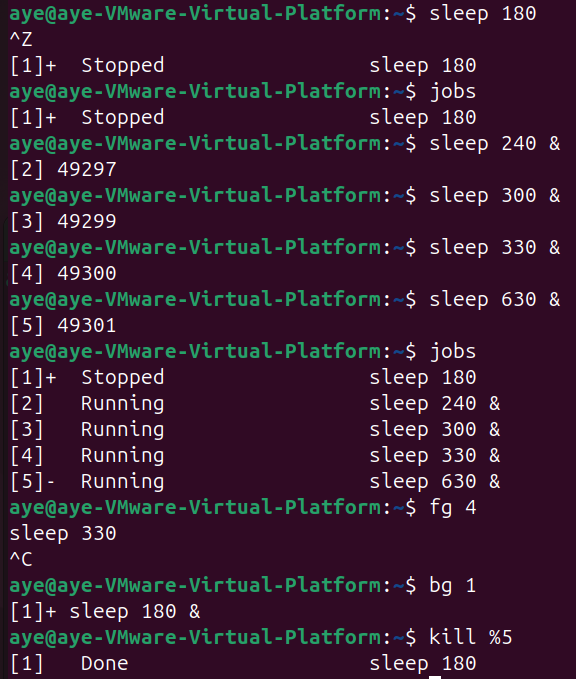 aye@aye-VMware-Virtual-Platform:~$ sleep 180
^Z
[1]+  Stopped                 sleep 180
aye@aye-VMware-Virtual-Platform:~$ jobs
[1]+  Stopped                 sleep 180
aye@aye-VMware-Virtual-Platform:~$ sleep 240 &
[2] 49297
aye@aye-VMware-Virtual-Platform:~$ sleep 300 &
[3] 49299
aye@aye-VMware-Virtual-Platform:~$ sleep 330 &
[4] 49300
aye@aye-VMware-Virtual-Platform:~$ sleep 630 &
[5] 49301
aye@aye-VMware-Virtual-Platform:~$ jobs
[1]+  Stopped                 sleep 180
[2]   Running                 sleep 240 &
[3]   Running                 sleep 300 &
[4]   Running                 sleep 330 &
[5]-  Running                 sleep 630 &
aye@aye-VMware-Virtual-Platform:~$ fg 4
sleep 330
^C
aye@aye-VMware-Virtual-Platform:~$ bg 1
[1]+ sleep 180 &
aye@aye-VMware-Virtual-Platform:~$ kill %5
[1]   Done                    sleep 180